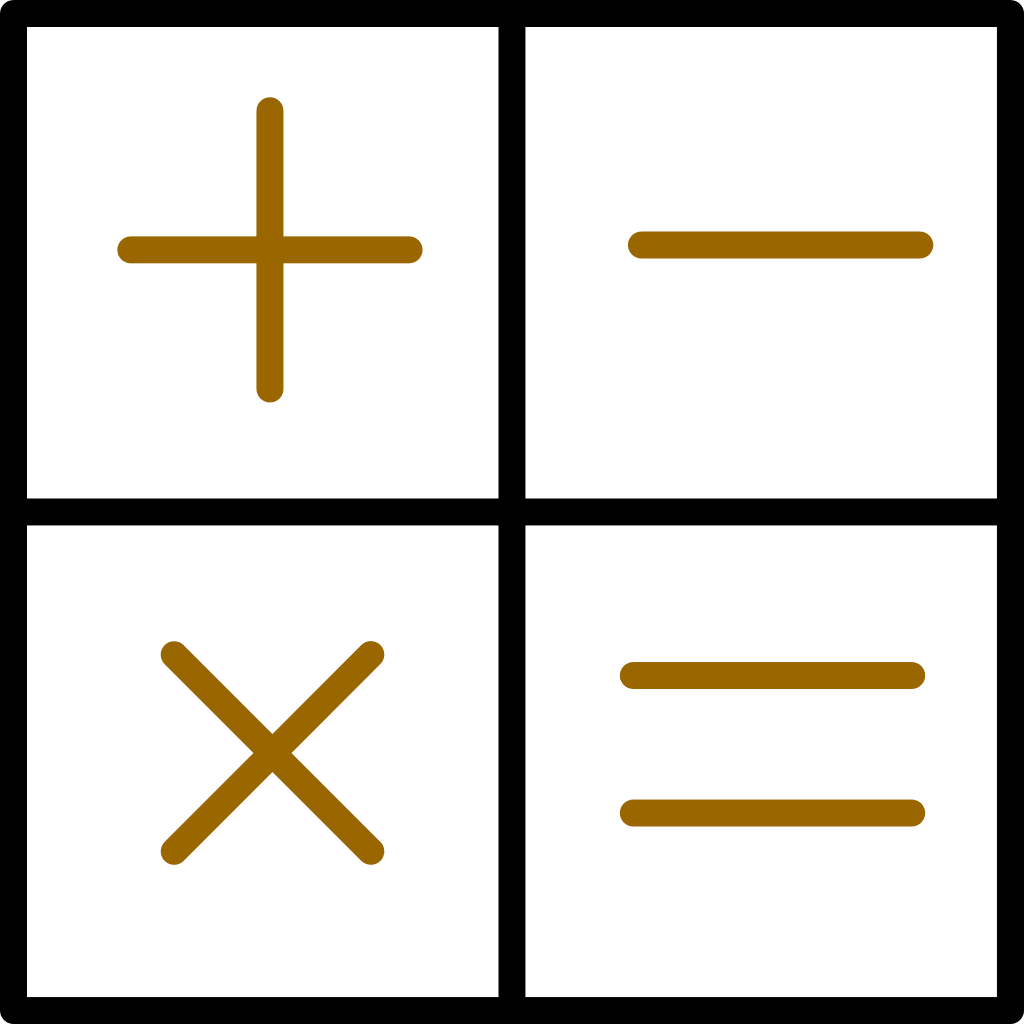 + −
× =